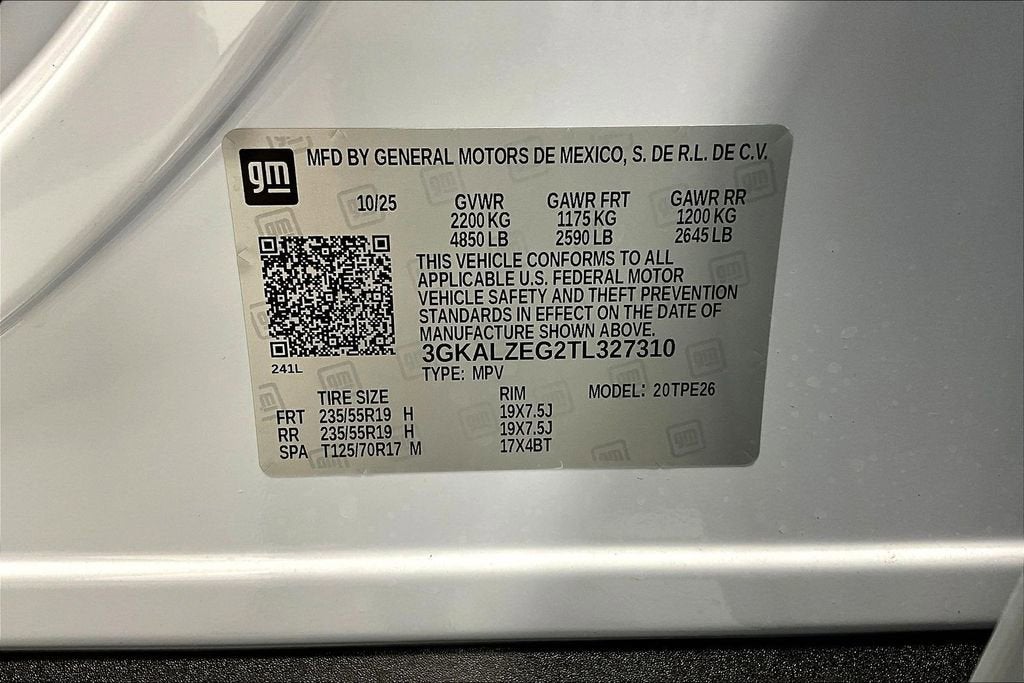 gm MFD BY GENERAL MOTORS DE MEXICO, S. DE R.L. DE C.V.
10/25 GVWR GAWR FRT GAWR RR
2200 KG 1175 KG 1200 KG
4850 LB 2590 LB 2645 LB
THIS VEHICLE CONFORMS TO ALL
APPLICABLE U.S. FEDERAL MOTOR
VEHICLE SAFETY AND THEFT PREVENTION
STANDARDS IN EFFECT ON THE DATE OF
MANUFACTURE SHOWN ABOVE.
3GKALZEG2TL327310
241L
TYPE: MPV
TIRE SIZE RIM MODEL: 20TPE26
FRT 235/55R19 H 19X7.5J
RR 235/55R19 H 19X7.5J
SPA T125/70R17 M 17X4BT